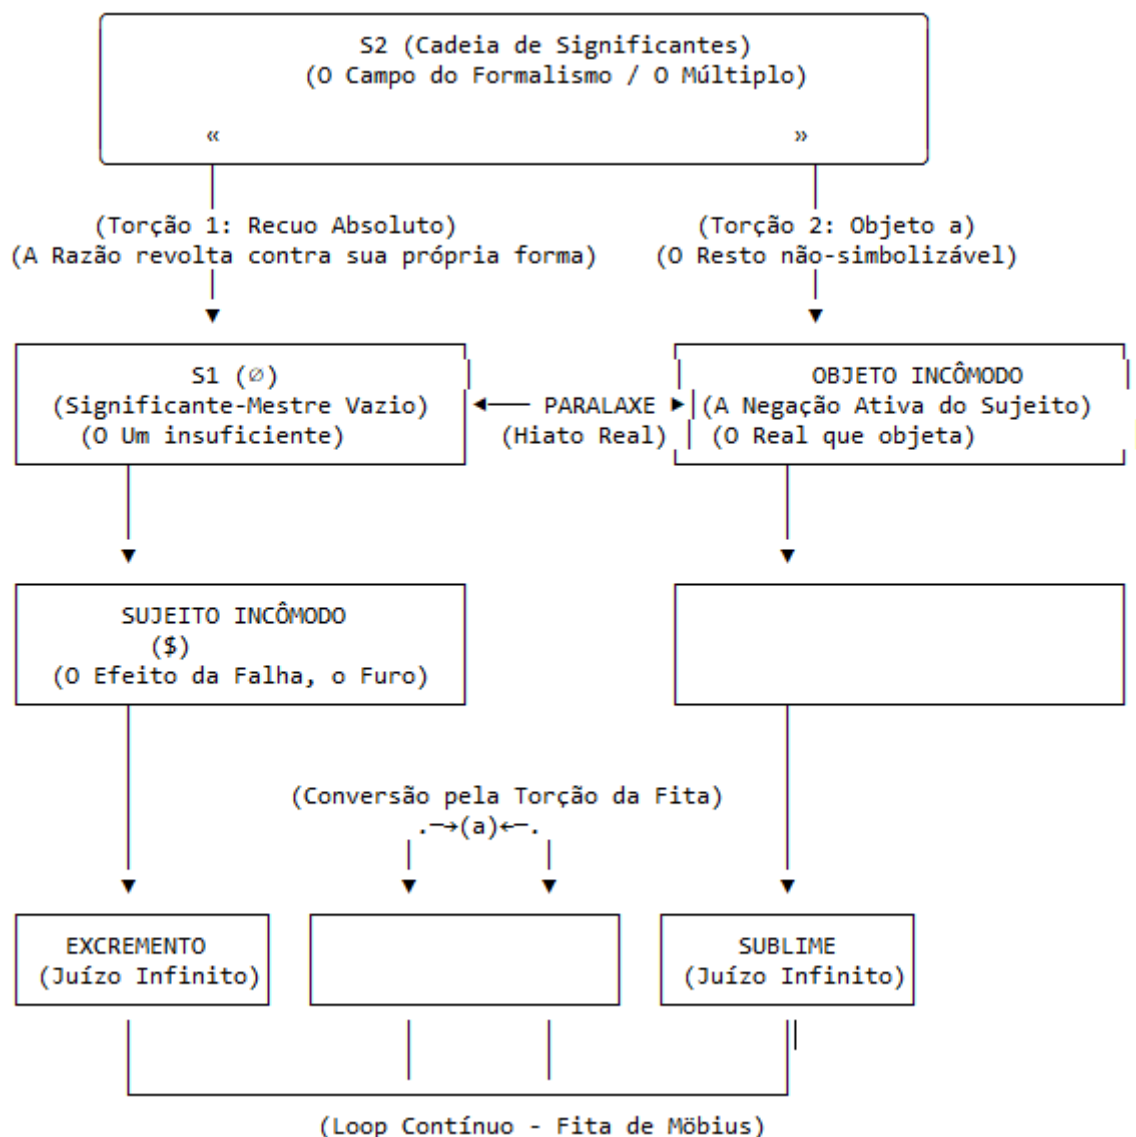 S2 (Cadeia de Significantes)
(O Campo do Formalismo / O Múltiplo)
« »
(Torção 1: Recuo Absoluto) (Torção 2: Objeto a)
(A Razão revolta contra sua própria forma) (O Resto não-simbolizável)
S1 (∅) OBJETO INCÔMODO
(Significante-Mestre Vazio) ◄─── PARALAXE ► (A Negação Ativa do Sujeito)
(O Um insuficiente) (Hiato Real) (O Real que objeta)
SUJEITO INCÔMODO
($)
(O Efeito da Falha, o Furo)
(Conversão pela Torção da Fita)
.─→(a)←─.
EXCREMENTO SUBLIME
(Juízo Infinito) (Juízo Infinito)
(Loop Contínuo - Fita de Möbius)